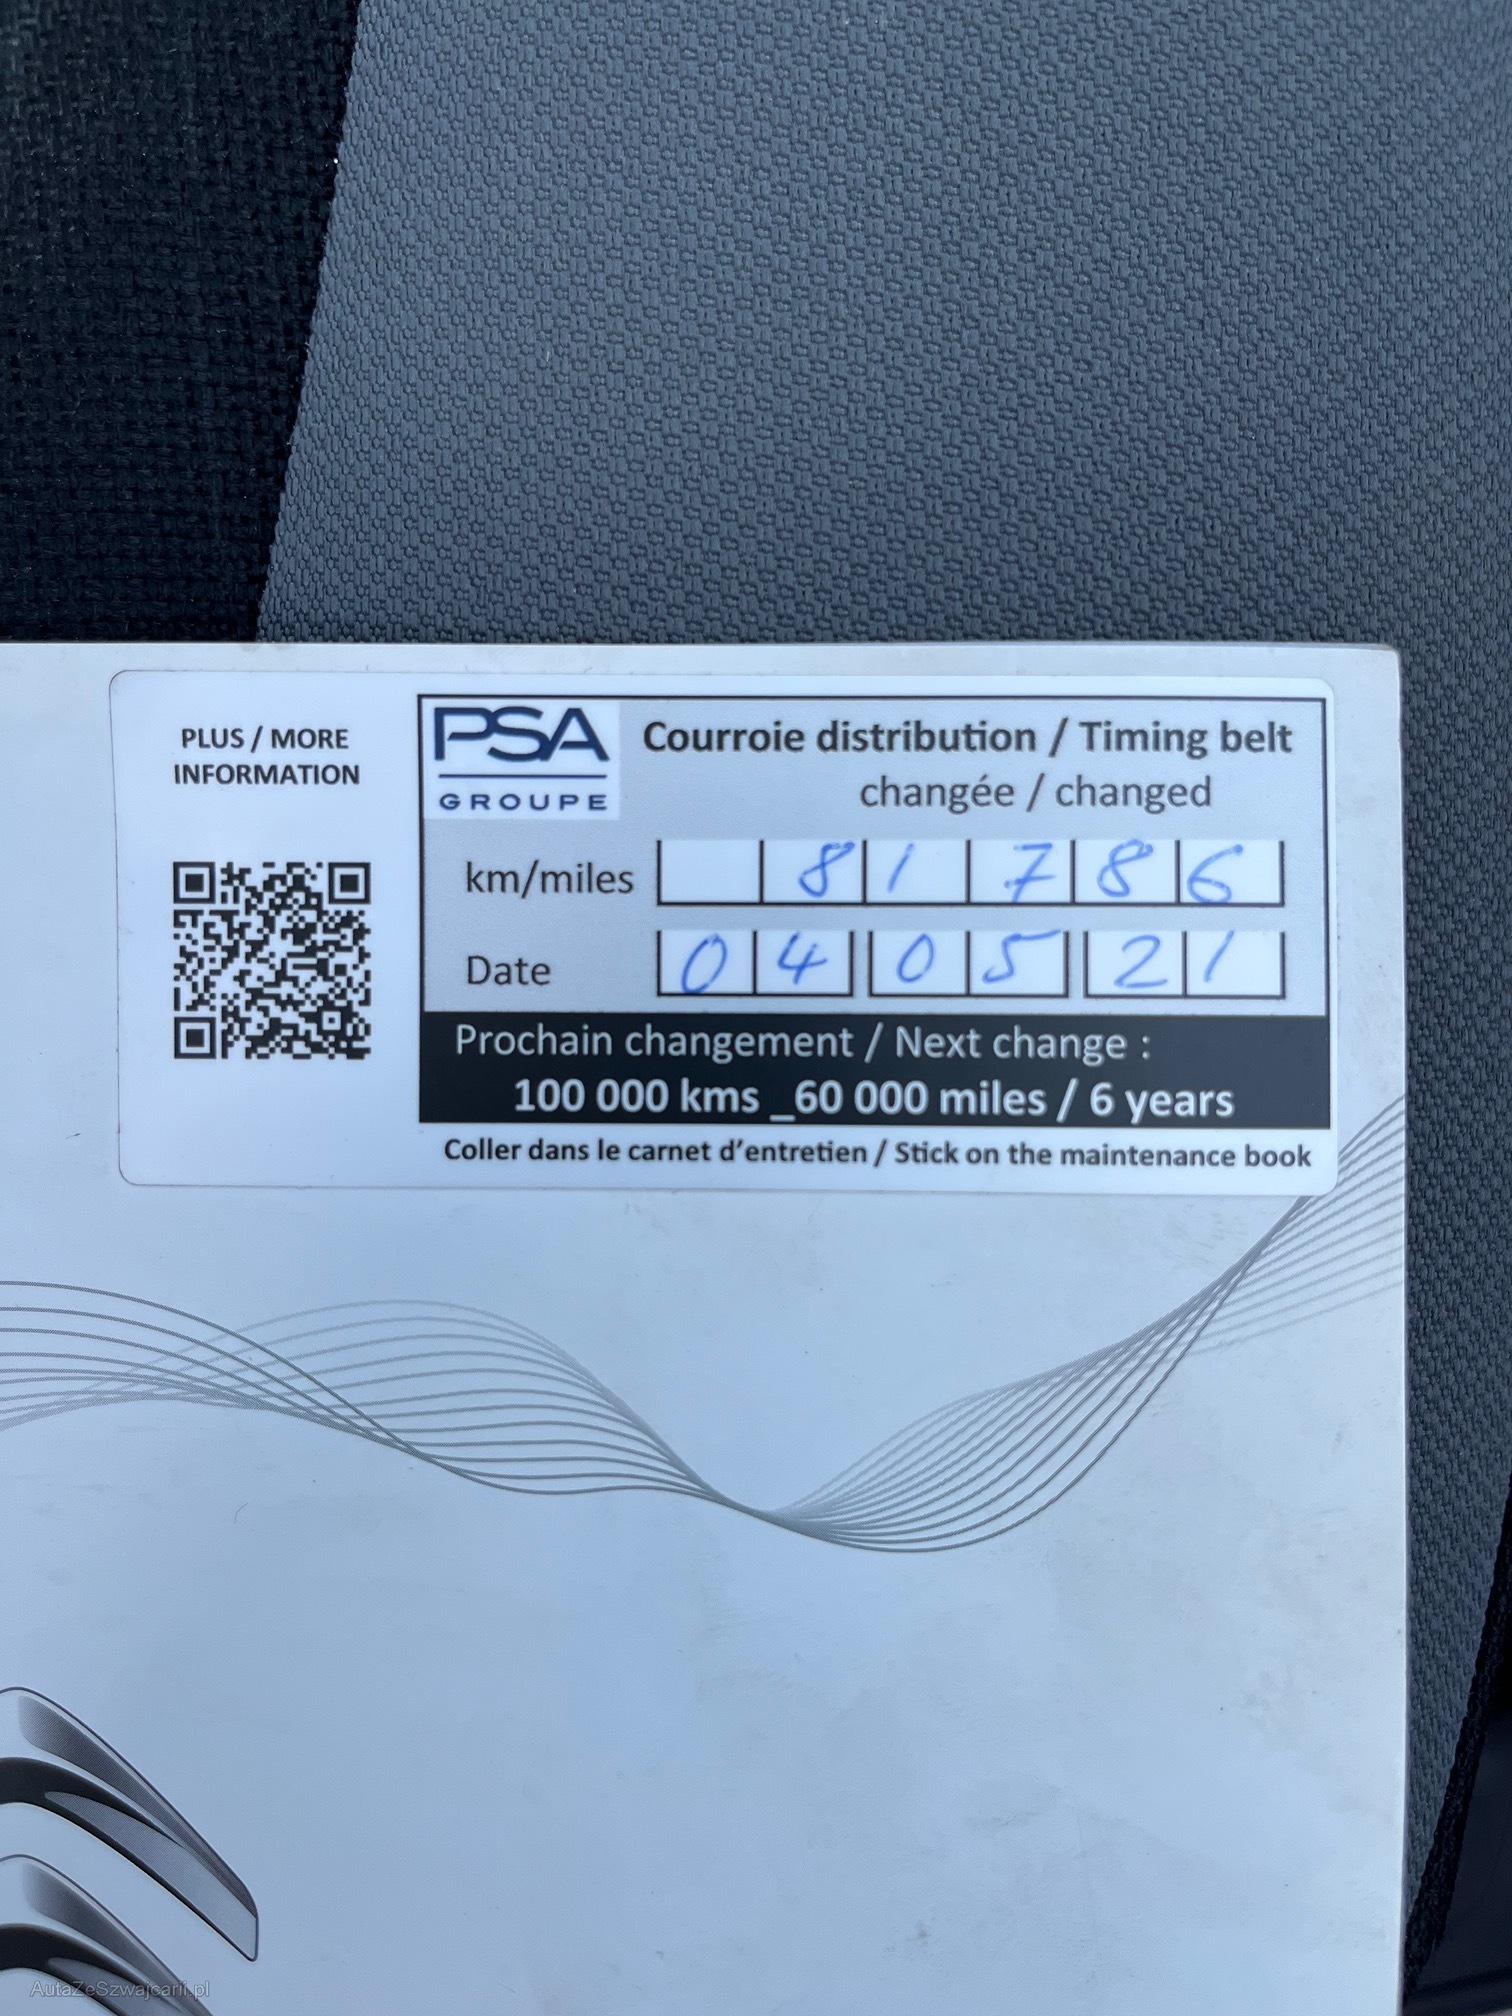 PLUS / MORE
INFORMATION
PSA
GROUPE
Courroie distribution / Timing belt
changée / changed
km/miles 81 786
Date 04 05 21
Prochain changement / Next change :
100 000 kms _60 000 miles / 6 years
Coller dans le carnet d'entretien / Stick on the maintenance book
AutaZeSzwajcarii.pl